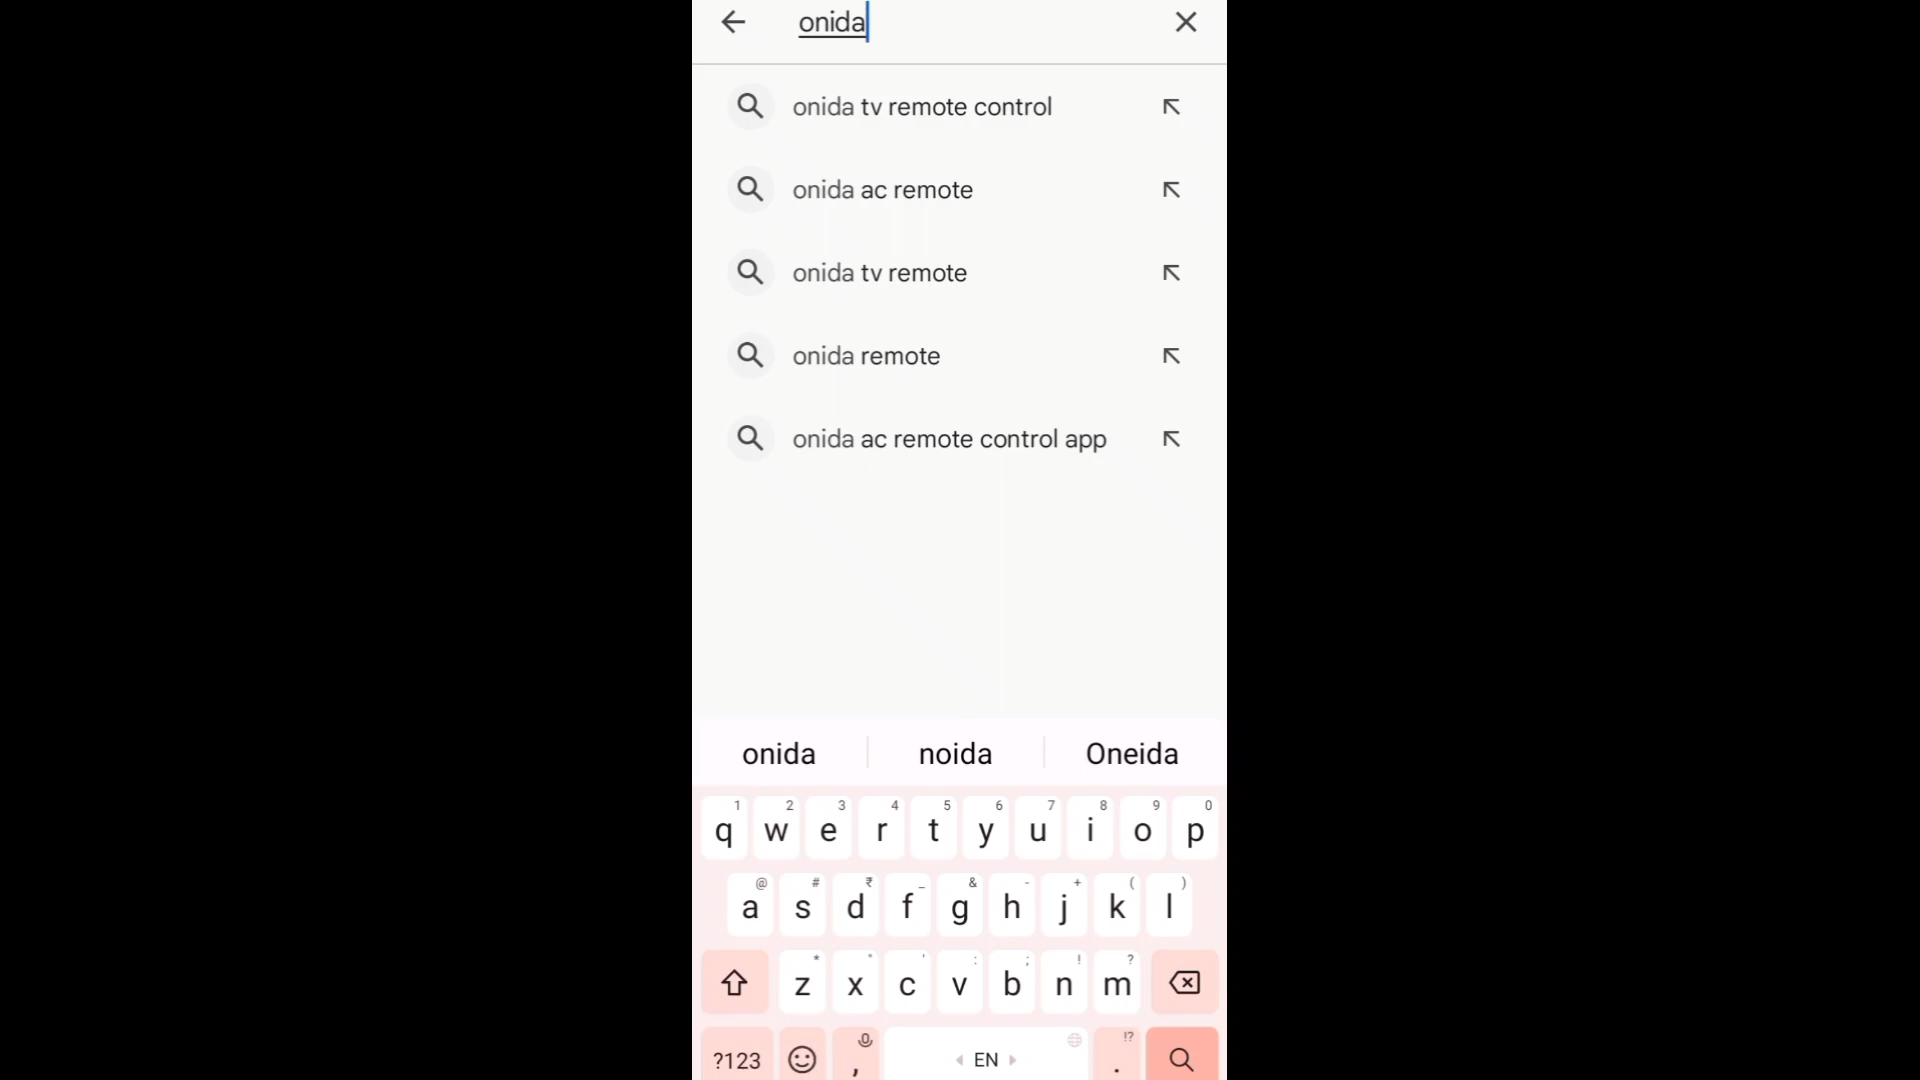 onida
onida tv remote control
onida ac remote
onida tv remote
onida remote
onida ac remote control app
onida noida Oneida
1 2 3 4 5 6 7 8 9 0
q w e r t y u i o p
@ # ₹ _ & - + ( )
a s d f g h j k l
* " ' : ; ! ?
z x c v b n m
!?
?123 , EN .